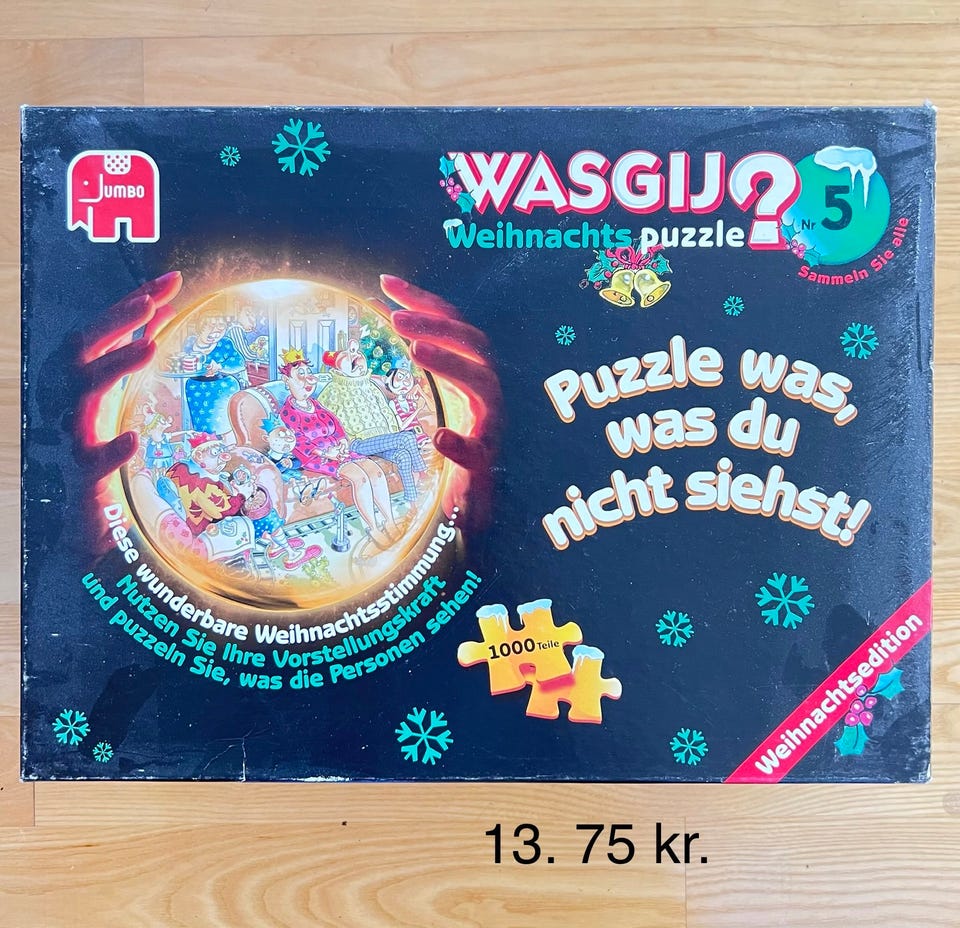 Jumbo
WASGIJ?
Weihnachts puzzle
Nr 5
Sammeln Sie alle
Puzzle was,
was du
nicht siehst!
Diese wunderbare Weihnachtsstimmung...
Nutzen Sie Ihre Vorstellungskraft
und puzzeln Sie, was die Personen sehen!
1000 Teile
Weihnachtsedition
13. 75 kr.